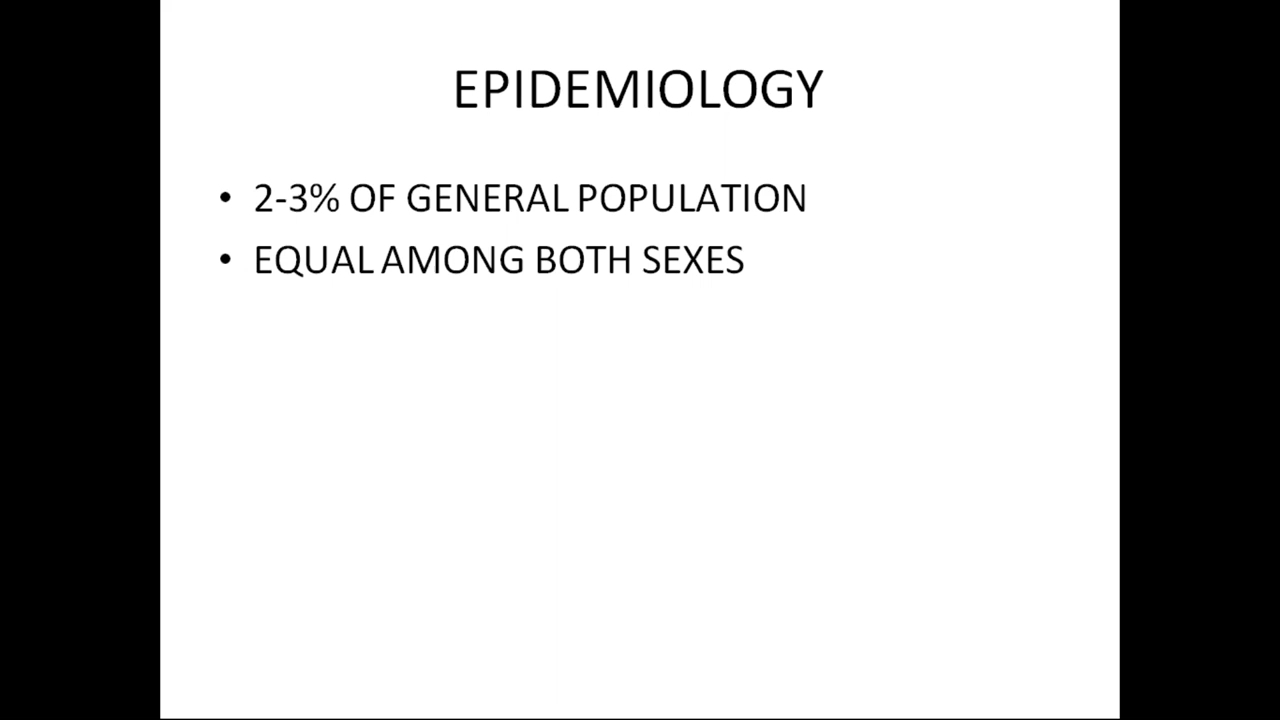 EPIDEMIOLOGY
• 2-3% OF GENERAL POPULATION
• EQUAL AMONG BOTH SEXES